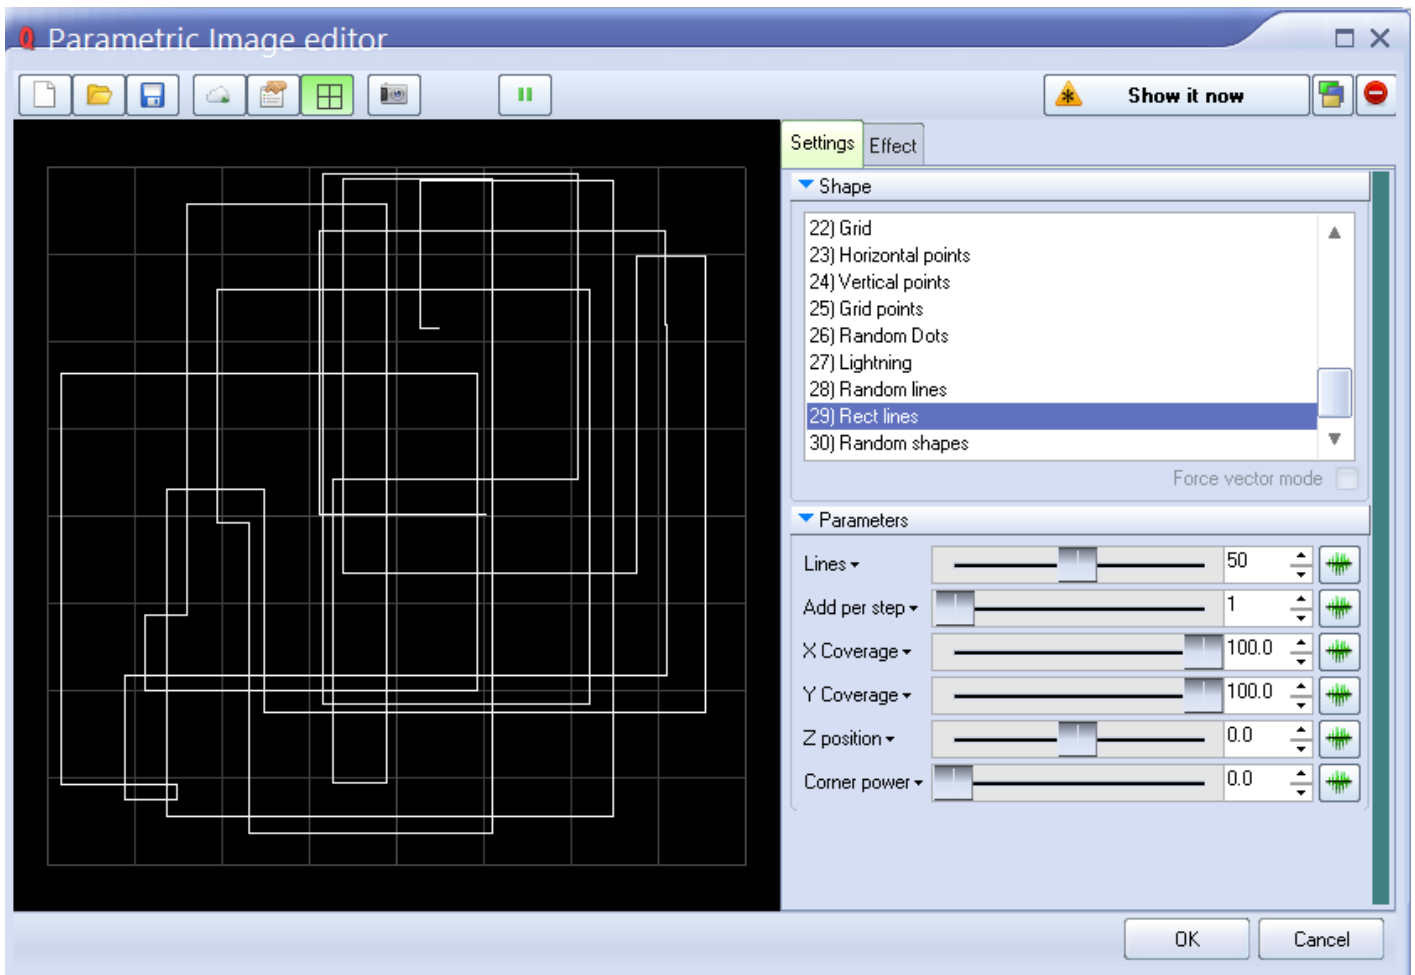 Parametric Image editor
Show it now
Settings Effect
Shape
22) Grid
23) Horizontal points
24) Vertical points
25) Grid points
26) Random Dots
27) Lightning
28) Random lines
29) Rect lines
30) Random shapes
Force vector mode
Parameters
Lines 50
Add per step 1
X Coverage 100.0
Y Coverage 100.0
Z position 0.0
Corner power 0.0
OK Cancel